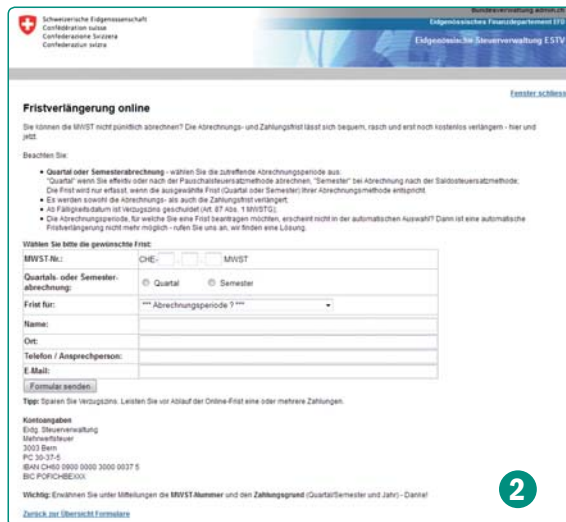 Schweizerische Eidgenossenschaft
Confédération suisse
Confederazione Svizzera
Confederaziun svizra
Bundesverwaltung admin.ch
Eidgenössisches Finanzdepartement EFD
Eidgenössische Steuerverwaltung ESTV
Fenster schliess
Fristverlängerung online
Sie können die MWST nicht pünktlich abrechnen? Die Abrechnungs- und Zahlungsfrist lässt sich bequem, rasch und erst noch kostenlos verlängern - hier und
jetzt.
Beachten Sie:
• Quartal oder Semesterabrechnung - wählen Sie die zutreffende Abrechnungsperiode aus:
"Quartal" wenn Sie effektiv oder nach der Pauschalsteuersatzmethode abrechnen, "Semester" bei Abrechnung nach der Saldosteuersatzmethode;
Die Frist wird nur erfasst, wenn die ausgewählte Frist (Quartal oder Semester) Ihrer Abrechnungsmethode entspricht.
• Es werden sowohl die Abrechnungs- als auch die Zahlungsfrist verlängert;
• Ab Fälligkeitsdatum ist Verzugszins geschuldet (Art. 87 Abs. 1 MWSTG);
• Die Abrechnungsperiode, für welche Sie eine Frist beantragen möchten, erscheint nicht in der automatischen Auswahl? Dann ist eine automatische
Fristverlängerung nicht mehr möglich - rufen Sie uns an, wir finden eine Lösung.
Wählen Sie bitte die gewünschte Frist:
MWST-Nr.: CHE- . . MWST
Quartals- oder Semester-
abrechnung: Quartal Semester
Frist für: *** Abrechnungsperiode ? ***
Name:
Ort:
Telefon / Ansprechperson:
E-Mail:
Formular senden
Tipp: Sparen Sie Verzugszins. Leisten Sie vor Ablauf der Online-Frist eine oder mehrere Zahlungen.
Kontoangaben
Eidg. Steuerverwaltung
Mehrwertsteuer
3003 Bern
PC 30-37-5
IBAN CH60 0900 0000 3000 0037 5
BIC POFICHBEXXX
Wichtig: Erwähnen Sie unter Mitteilungen die MWST-Nummer und den Zahlungsgrund (Quartal/Semester und Jahr) - Danke!
Zurück zur Übersicht Formulare
2